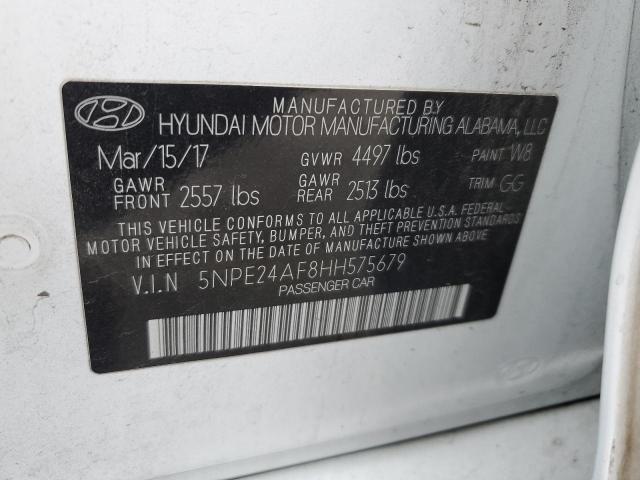 MANUFACTURED BY
HYUNDAI MOTOR MANUFACTURING ALABAMA, LLC
Mar/15/17 GVWR 4497 lbs PAINT W8
GAWR FRONT 2557 lbs GAWR REAR 2513 lbs TRIM GG
THIS VEHICLE CONFORMS TO ALL APPLICABLE U.S.A. FEDERAL
MOTOR VEHICLE SAFETY, BUMPER, AND THEFT PREVENTION STANDARDS
IN EFFECT ON THE DATE OF MANUFACTURE SHOWN ABOVE.
V.I.N 5NPE24AF8HH575679
PASSENGER CAR